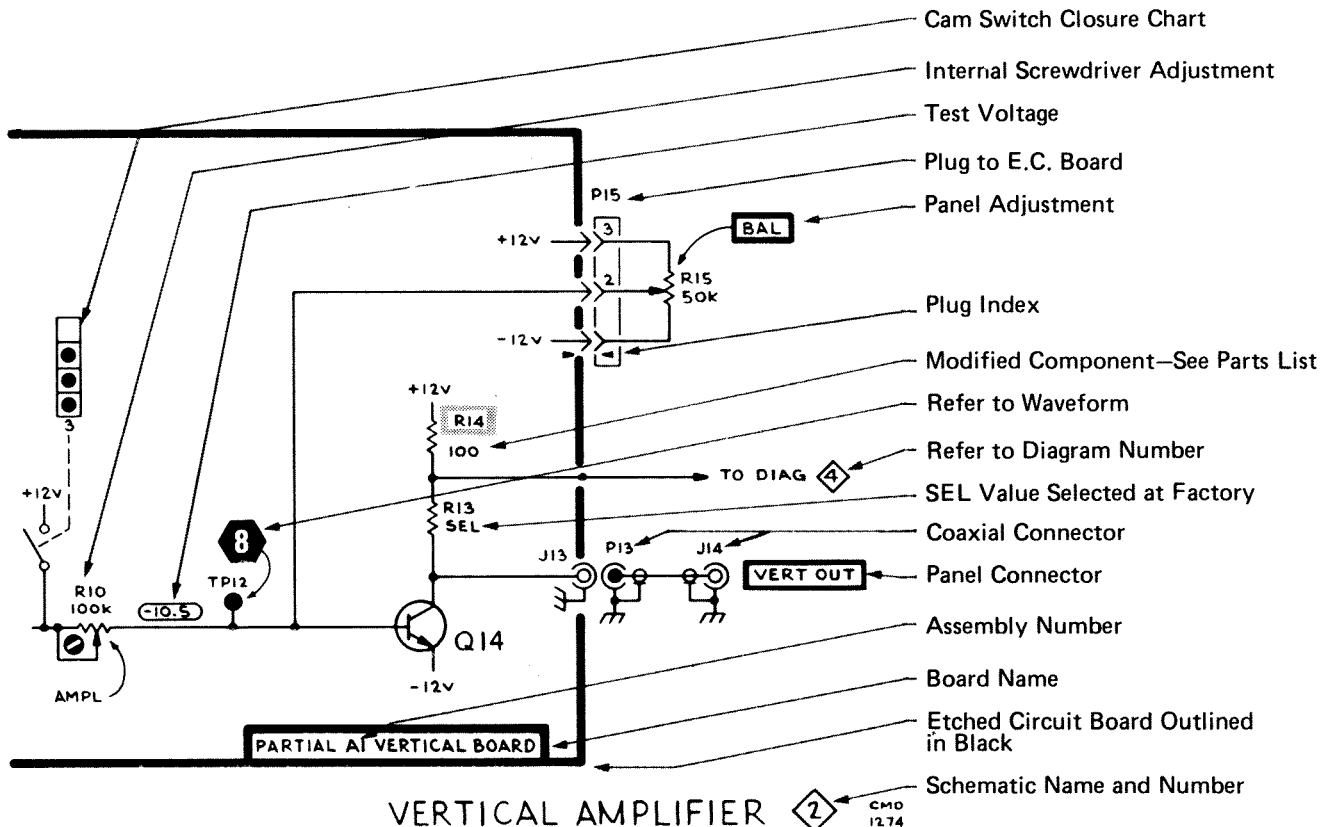 Cam Switch Closure Chart
Internal Screwdriver Adjustment
Test Voltage
Plug to E.C. Board
P15
Panel Adjustment
BAL
3
+12V
R15
50K
2
Plug Index
-12V
Modified Component—See Parts List
+12V
R14
100
Refer to Waveform
3
Refer to Diagram Number
TO DIAG 4
SEL Value Selected at Factory
+12V
R13
SEL
Coaxial Connector
8
J13
P13
J14
VERT OUT
Panel Connector
R10
100K
TP12
-10.5
Assembly Number
Q14
AMPL
-12V
Board Name
Etched Circuit Board Outlined
in Black
PARTIAL A1 VERTICAL BOARD
Schematic Name and Number
VERTICAL AMPLIFIER 2
CMD
1274